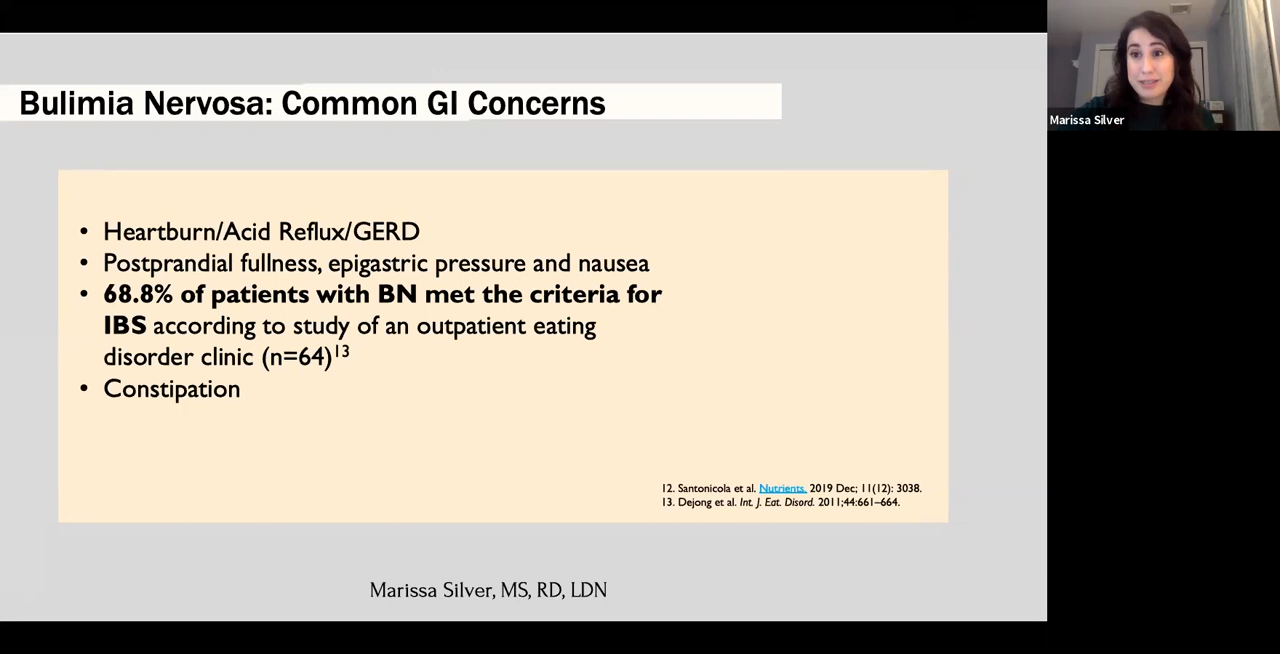 Bulimia Nervosa: Common GI Concerns
Marissa Silver
• Heartburn/Acid Reflux/GERD
• Postprandial fullness, epigastric pressure and nausea
• 68.8% of patients with BN met the criteria for
IBS according to study of an outpatient eating
disorder clinic (n=64)¹³
• Constipation
12. Santonicola et al. Nutrients. 2019 Dec; 11(12): 3038.
13. Dejong et al. Int. J. Eat. Disord. 2011;44:661–664.
Marissa Silver, MS, RD, LDN